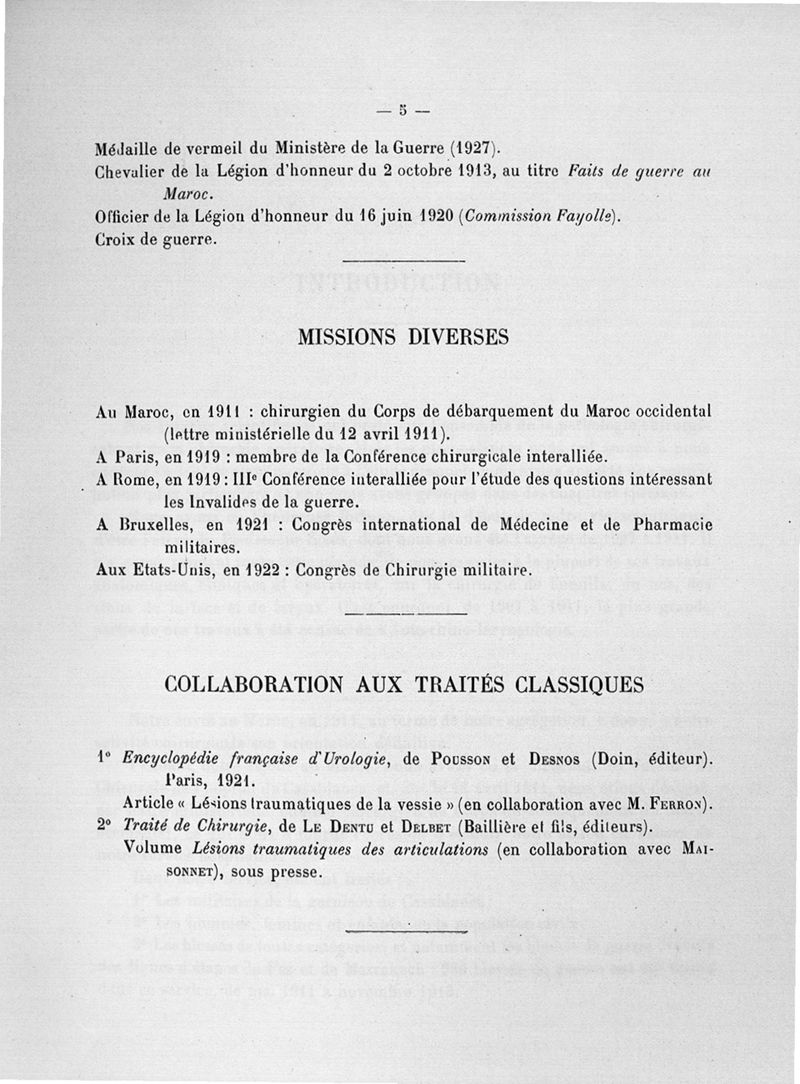 — 5 —
Médaille de vermeil du Ministère de la Guerre (1927).
Chevalier de la Légion d'honneur du 2 octobre 1913, au titre Faits de guerre au
Maroc.
Officier de la Légion d'honneur du 16 juin 1920 (Commission Fayolle).
Croix de guerre.
INTRODUCTION
MISSIONS DIVERSES
Au Maroc, en 1911 : chirurgien du Corps de débarquement du Maroc occidental
(lettre ministérielle du 12 avril 1911).
A Paris, en 1919 : membre de la Conférence chirurgicale interalliée.
A Rome, en 1919 : IIIe Conférence interalliée pour l'étude des questions intéressant
les Invalides de la guerre.
A Bruxelles, en 1921 : Congrès international de Médecine et de Pharmacie
militaires.
Aux Etats-Unis, en 1922 : Congrès de Chirurgie militaire.
COLLABORATION AUX TRAITÉS CLASSIQUES
1° Encyclopédie française d'Urologie, de Pousson et Desnos (Doin, éditeur).
Paris, 1921.
Article « Lésions traumatiques de la vessie » (en collaboration avec M. Ferron).
2° Traité de Chirurgie, de Le Dentu et Delbet (Baillière et fils, éditeurs).
Volume Lésions traumatiques des articulations (en collaboration avec Mai-
sonnet), sous presse.